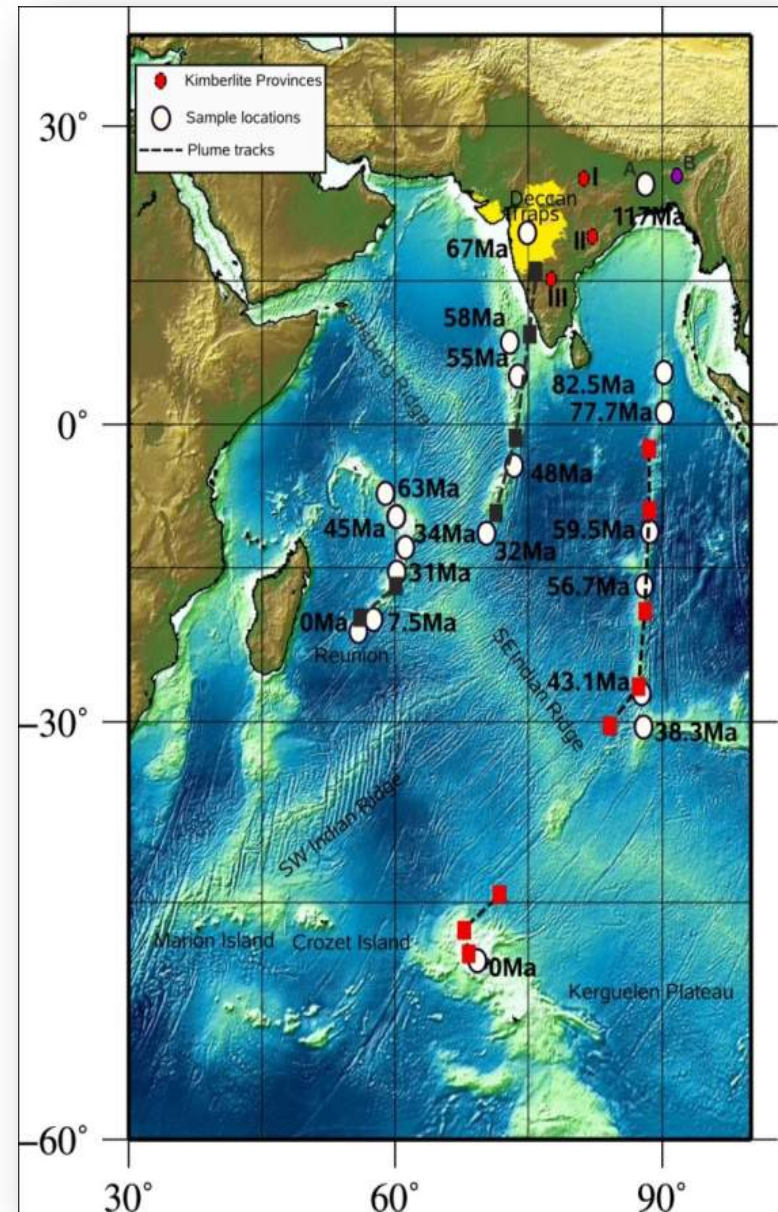 Kimberlite Provinces
Sample locations
Plume tracks
30°
I
A
B
Deccan
Traps
117Ma
II
67Ma
III
58Ma
55Ma
82.5Ma
Carlsberg Ridge
77.7Ma
0°
48Ma
63Ma
45Ma
34Ma
32Ma
59.5Ma
31Ma
56.7Ma
0Ma
7.5Ma
Reunion
SE Indian Ridge
43.1Ma
−30°
38.3Ma
SW Indian Ridge
Marion Island
Crozet Island
0Ma
Kerguelen Plateau
−60°
30°
60°
90°